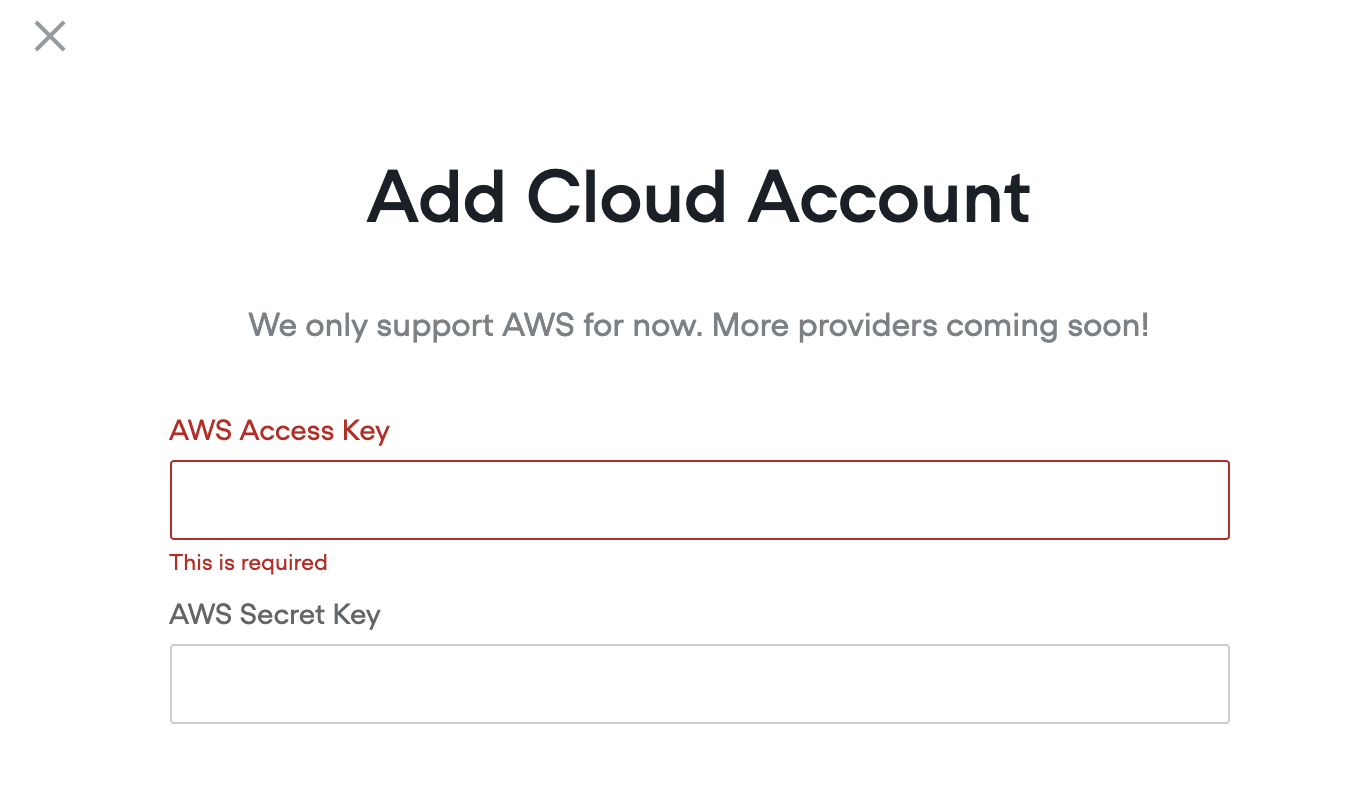 Add Cloud Account
We only support AWS for now. More providers coming soon!
AWS Access Key
This is required
AWS Secret Key